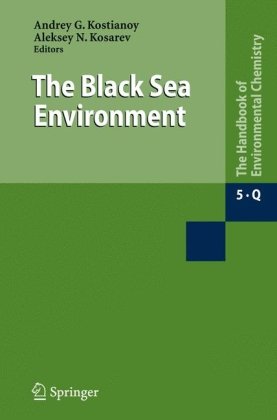 Andrey G. Kostianoy
Aleksey N. Kosarev
Editors
The Black Sea
Environment
The Handbook of
Environmental Chemistry
5 · Q
Springer